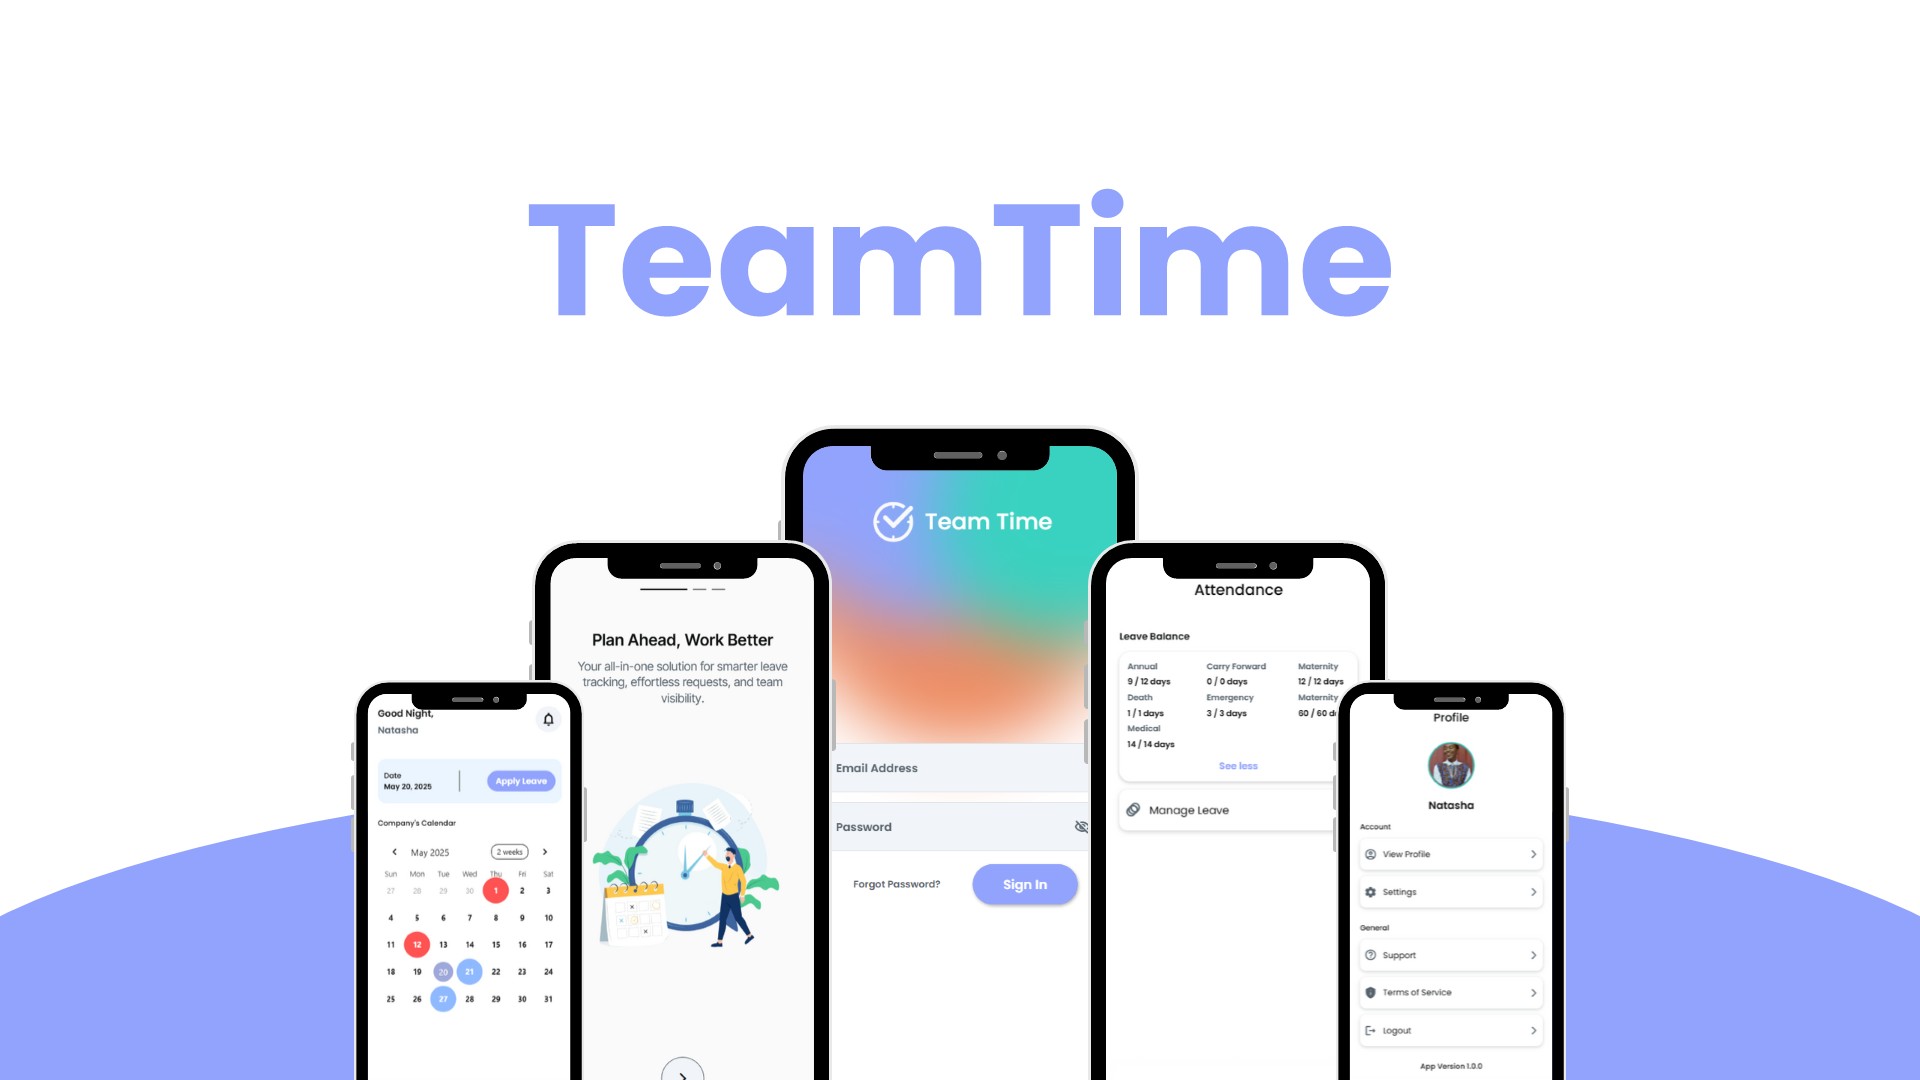 TeamTime
Good Night,
Natasha
Date
May 20, 2025
Apply Leave
Company's Calendar
May 2025
2 weeks
Sun Mon Tue Wed Thu Fri Sat
27 28 29 30 1 2 3
4 5 6 7 8 9 10
11 12 13 14 15 16 17
18 19 20 21 22 23 24
25 26 27 28 29 30 31
Plan Ahead, Work Better
Your all-in-one solution for smarter leave
tracking, effortless requests, and team
visibility.
Team Time
Email Address
Password
Forgot Password?
Sign In
Attendance
Leave Balance
Annual Carry Forward Maternity
9 / 12 days 0 / 0 days 12 / 12 days
Death Emergency Maternity
1 / 1 days 3 / 3 days 60 / 60 d
Medical
14 / 14 days
See less
Manage Leave
Profile
Natasha
Account
View Profile
Settings
General
Support
Terms of Service
Logout
App Version 1.0.0